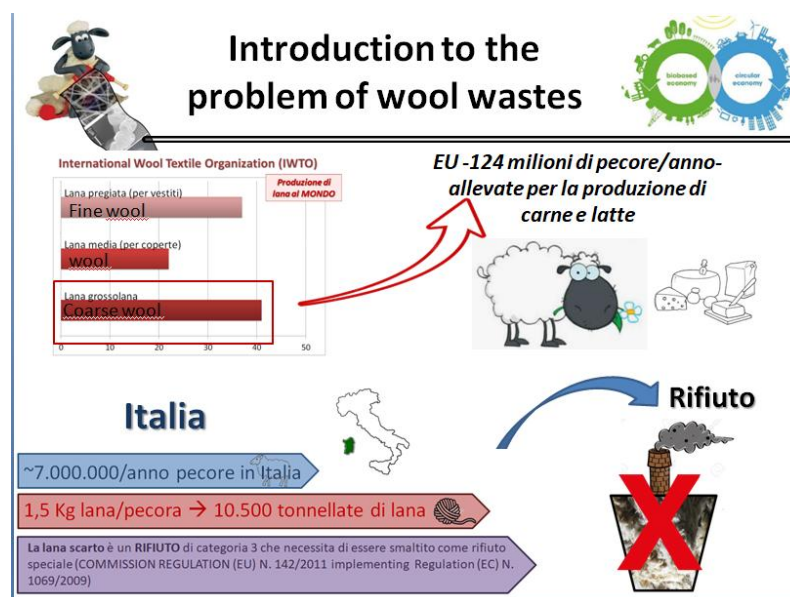 Introduction to the
problem of wool wastes
biobased
economy
circular
economy
International Wool Textile Organization (IWTO)
Produzione di
lana al MONDO
Lana pregiata (per vestiti)
Fine wool
Lana media (per coperte)
wool
Lana grossolana
Coarse wool
0 10 20 30 40 50
EU -124 milioni di pecore/anno-
allevate per la produzione di
carne e latte
Italia
Rifiuto
~7.000.000/anno pecore in Italia
1,5 Kg lana/pecora → 10.500 tonnellate di lana
La lana scarto è un RIFIUTO di categoria 3 che necessita di essere smaltito come rifiuto
speciale (COMMISSION REGULATION (EU) N. 142/2011 implementing Regulation (EC) N.
1069/2009)